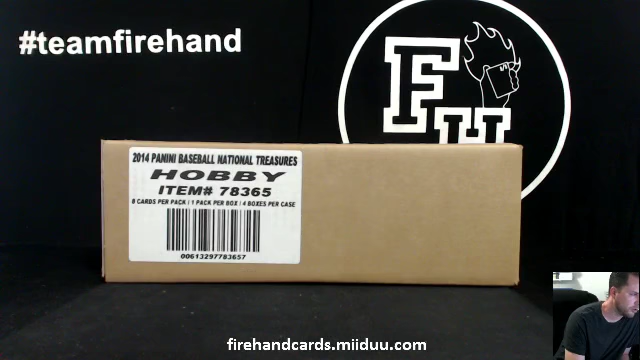 #teamfirehand
FH
2014 PANINI BASEBALL NATIONAL TREASURES
HOBBY
ITEM# 78365
8 CARDS PER PACK / 1 PACK PER BOX / 4 BOXES PER CASE
00613297783657
firehandcards.miiduu.com